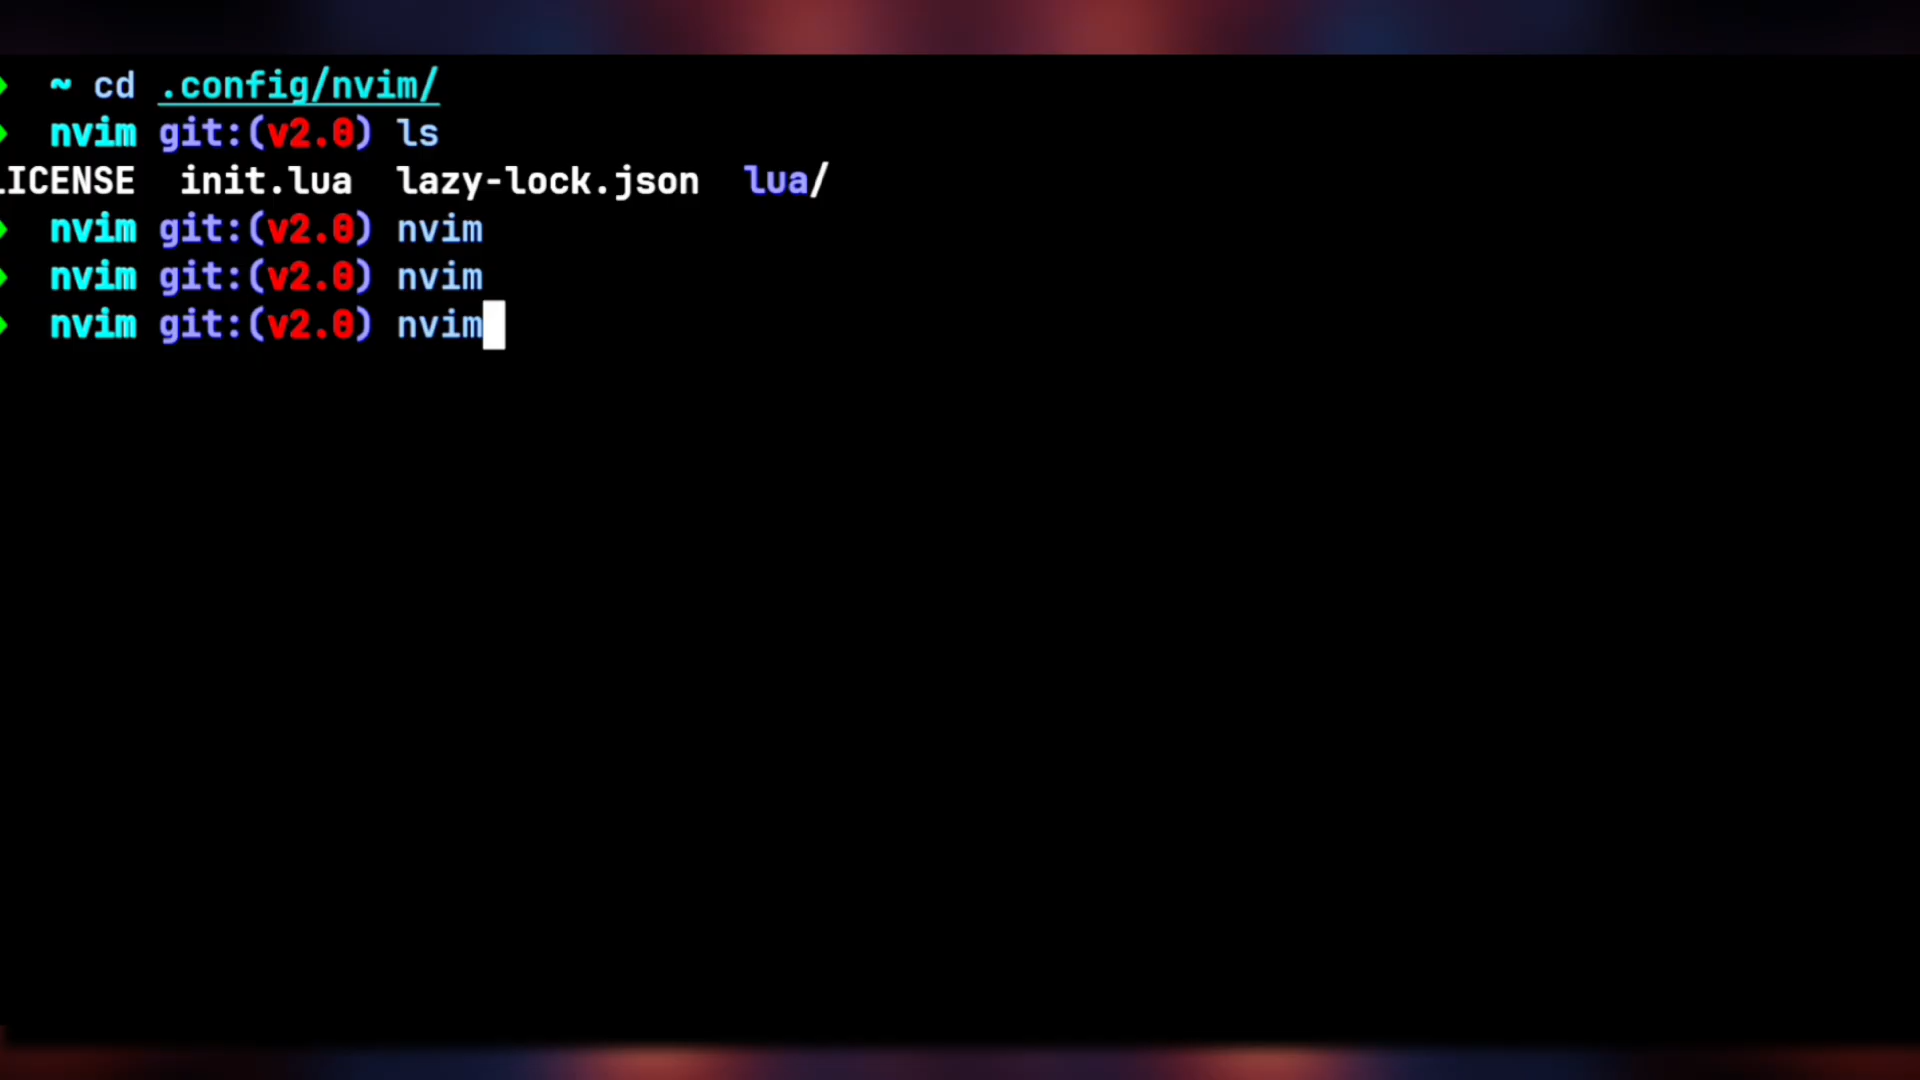 ~ cd .config/nvim/
nvim git:(v2.0) ls
LICENSE init.lua lazy-lock.json lua/
nvim git:(v2.0) nvim
nvim git:(v2.0) nvim
nvim git:(v2.0) nvim